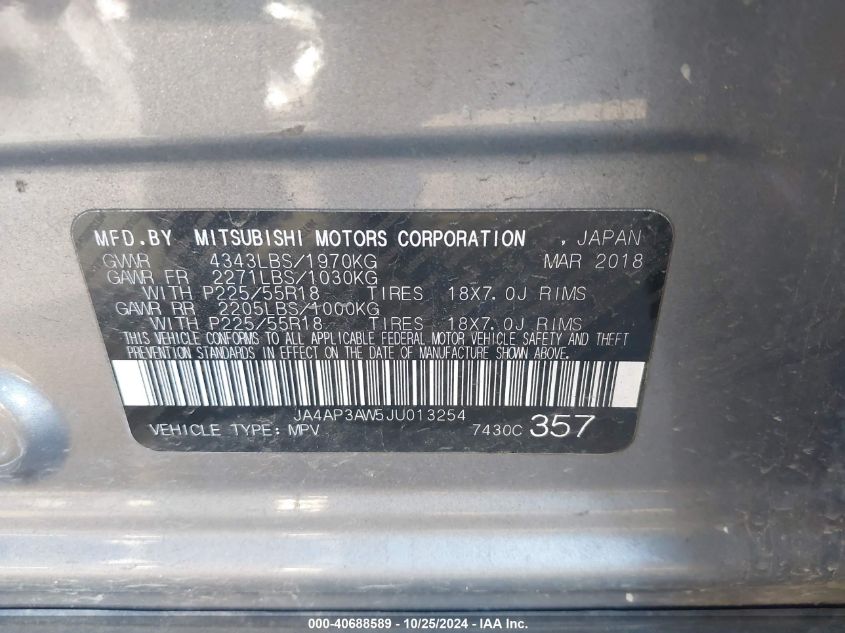 MFD.BY MITSUBISHI MOTORS CORPORATION , JAPAN
GVWR 4343LBS/1970KG MAR 2018
GAWR FR 2271LBS/1030KG
WITH P225/55R18 TIRES 18X7.0J RIMS
GAWR RR 2205LBS/1000KG
WITH P225/55R18 TIRES 18X7.0J RIMS
THIS VEHICLE CONFORMS TO ALL APPLICABLE FEDERAL MOTOR VEHICLE SAFETY AND THEFT
PREVENTION STANDARDS IN EFFECT ON THE DATE OF MANUFACTURE SHOWN ABOVE.
JA4AP3AW5JU013254
VEHICLE TYPE: MPV 7430C 357
000-40688589 - 10/25/2024 - IAA Inc.